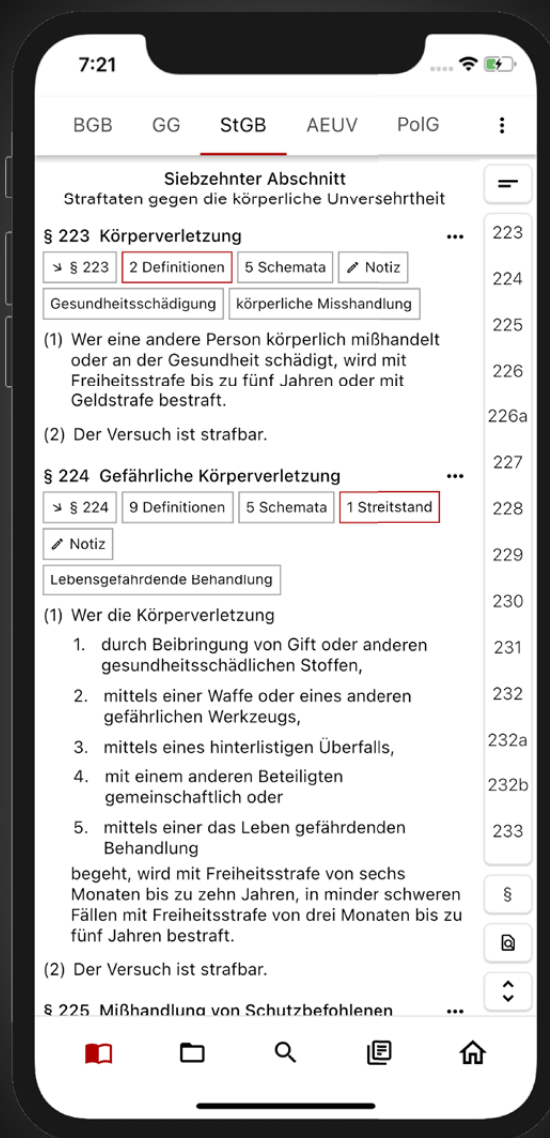 7:21
BGB GG StGB AEUV PolG
Siebzehnter Abschnitt
Straftaten gegen die körperliche Unversehrtheit
§ 223 Körperverletzung
§ 223 2 Definitionen 5 Schemata Notiz
Gesundheitsschädigung körperliche Misshandlung
(1) Wer eine andere Person körperlich mißhandelt
oder an der Gesundheit schädigt, wird mit
Freiheitsstrafe bis zu fünf Jahren oder mit
Geldstrafe bestraft.
(2) Der Versuch ist strafbar.
§ 224 Gefährliche Körperverletzung
§ 224 9 Definitionen 5 Schemata 1 Streitstand
Notiz
Lebensgefährdende Behandlung
(1) Wer die Körperverletzung
1. durch Beibringung von Gift oder anderen
gesundheitsschädlichen Stoffen,
2. mittels einer Waffe oder eines anderen
gefährlichen Werkzeugs,
3. mittels eines hinterlistigen Überfalls,
4. mit einem anderen Beteiligten
gemeinschaftlich oder
5. mittels einer das Leben gefährdenden
Behandlung
begeht, wird mit Freiheitsstrafe von sechs
Monaten bis zu zehn Jahren, in minder schweren
Fällen mit Freiheitsstrafe von drei Monaten bis zu
fünf Jahren bestraft.
(2) Der Versuch ist strafbar.
§ 225 Mißhandlung von Schutzbefohlenen
223
224
225
226
226a
227
228
229
230
231
232
232a
232b
233
§